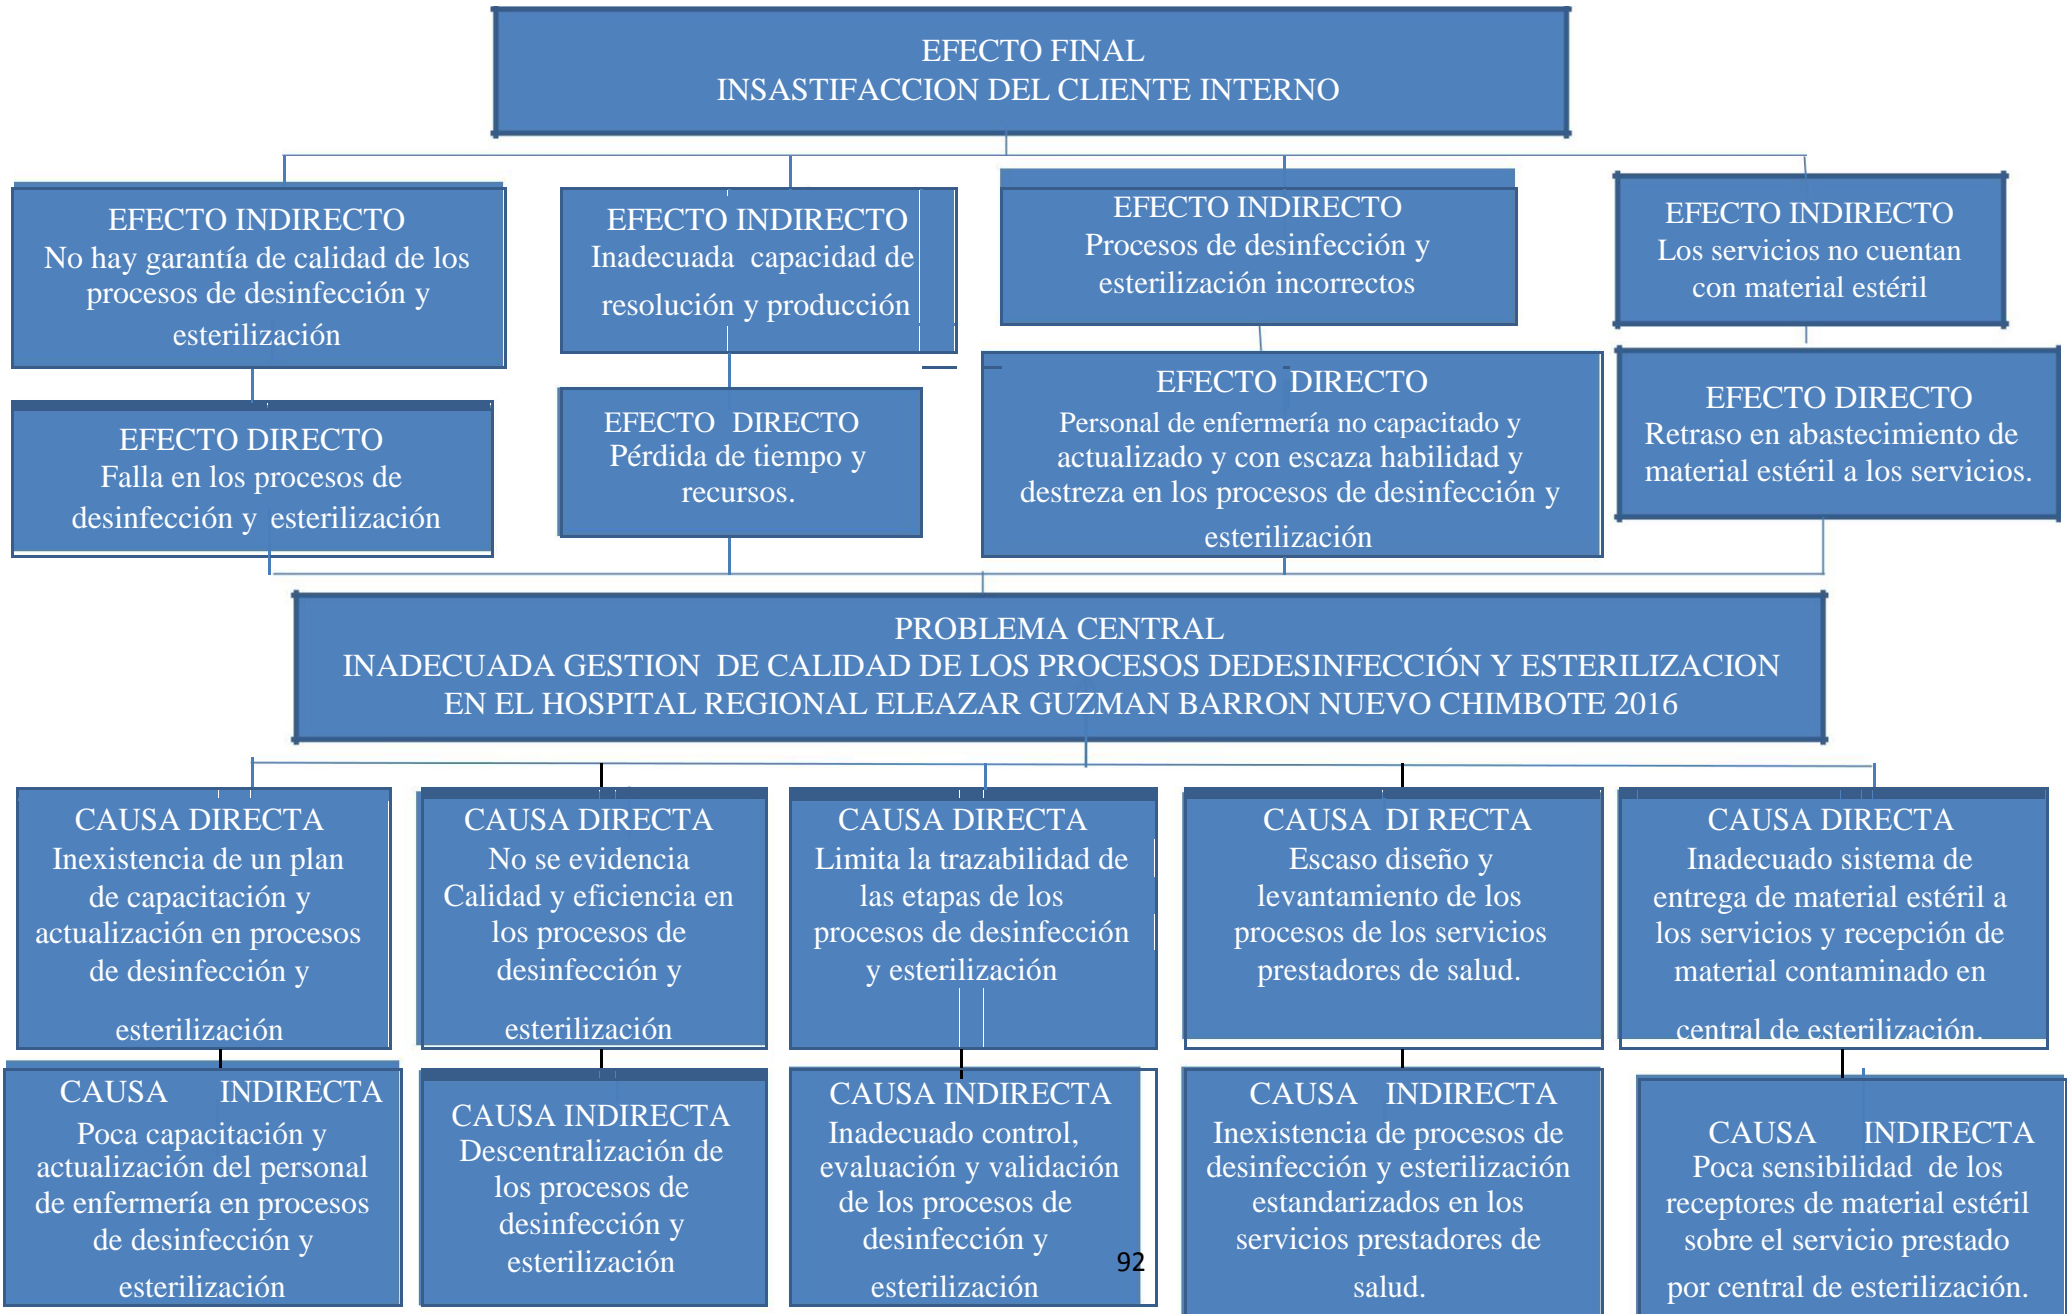 EFECTO FINAL
INSASTIFACCION DEL CLIENTE INTERNO
EFECTO INDIRECTO
No hay garantía de calidad de los
procesos de desinfección y
esterilización
EFECTO INDIRECTO
Inadecuada capacidad de
resolución y producción
EFECTO INDIRECTO
Procesos de desinfección y
esterilización incorrectos
EFECTO INDIRECTO
Los servicios no cuentan
con material estéril
EFECTO DIRECTO
Falla en los procesos de
desinfección y esterilización
EFECTO DIRECTO
Pérdida de tiempo y
recursos.
EFECTO DIRECTO
Personal de enfermería no capacitado y
actualizado y con escaza habilidad y
destreza en los procesos de desinfección y
esterilización
EFECTO DIRECTO
Retraso en abastecimiento de
material estéril a los servicios.
PROBLEMA CENTRAL
INADECUADA GESTION DE CALIDAD DE LOS PROCESOS DEDESINFECCIÓN Y ESTERILIZACION
EN EL HOSPITAL REGIONAL ELEAZAR GUZMAN BARRON NUEVO CHIMBOTE 2016
CAUSA DIRECTA
Inexistencia de un plan
de capacitación y
actualización en procesos
de desinfección y
esterilización
CAUSA DIRECTA
No se evidencia
Calidad y eficiencia en
los procesos de
desinfección y
esterilización
CAUSA DIRECTA
Limita la trazabilidad de
las etapas de los
procesos de desinfección
y esterilización
CAUSA DI RECTA
Escaso diseño y
levantamiento de los
procesos de los servicios
prestadores de salud.
CAUSA DIRECTA
Inadecuado sistema de
entrega de material estéril a
los servicios y recepción de
material contaminado en
central de esterilización.
CAUSA INDIRECTA
Poca capacitación y
actualización del personal
de enfermería en procesos
de desinfección y
esterilización
CAUSA INDIRECTA
Descentralización de
los procesos de
desinfección y
esterilización
CAUSA INDIRECTA
Inadecuado control,
evaluación y validación
de los procesos de
desinfección y
esterilización
CAUSA INDIRECTA
Inexistencia de procesos de
desinfección y esterilización
estandarizados en los
servicios prestadores de
salud.
CAUSA INDIRECTA
Poca sensibilidad de los
receptores de material estéril
sobre el servicio prestado
por central de esterilización.
92